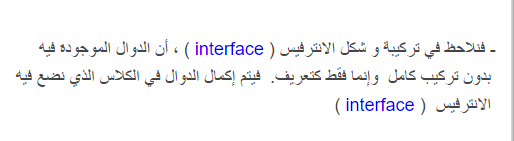 - فنلاحظ في تركيبة و شكل الانترفيس ( interface ) ، أن الدوال الموجودة فيه
بدون تركيب كامل وإنما فقط كتعريف. فيتم إكمال الدوال في الكلاس الذي نضع فيه
الانترفيس ( interface )